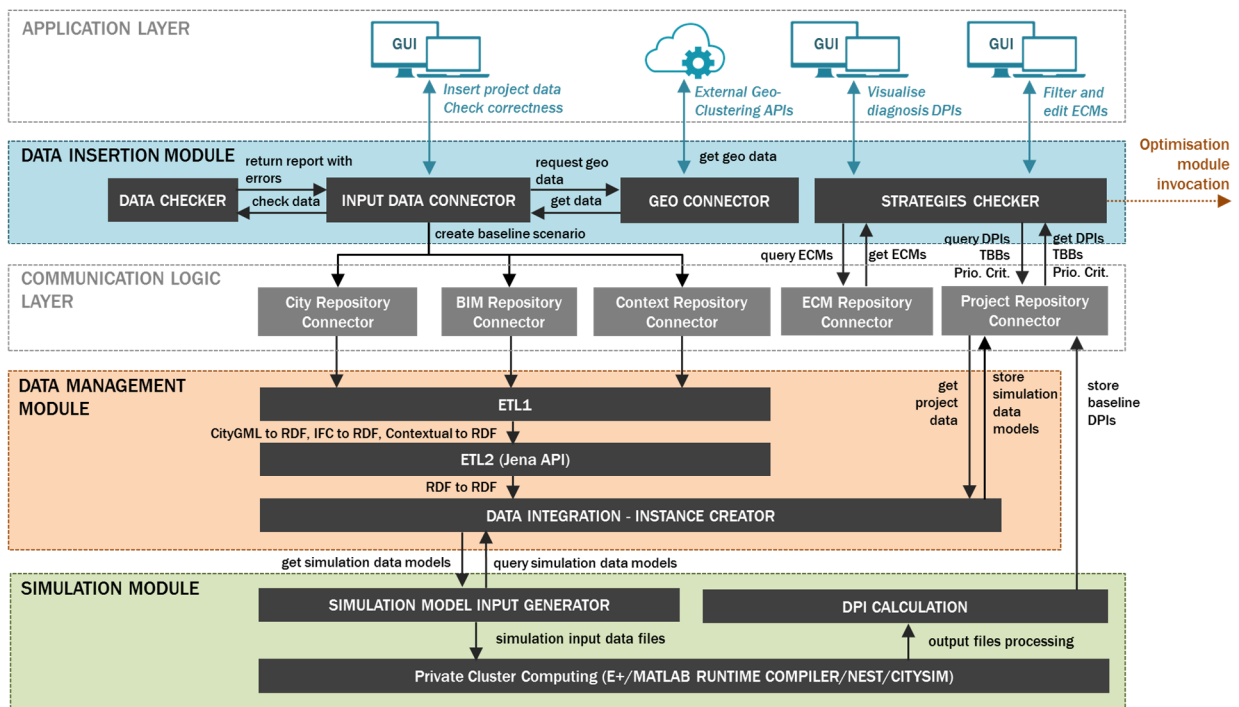 APPLICATION LAYER
GUI
GUI
GUI
Insert project data
Check correctness
External Geo-
Clustering APIs
Visualise
diagnosis DPIs
Filter and
edit ECMs
DATA INSERTION MODULE
return report with
errors
request geo
data
get geo data
Optimisation
module
invocation
DATA CHECKER
check data
INPUT DATA CONNECTOR
get data
GEO CONNECTOR
STRATEGIES CHECKER
create baseline scenario
query ECMs
get ECMs
query DPIs
TBBs
Prio. Crit.
get DPIs
TBBs
Prio. Crit.
COMMUNICATION LOGIC
LAYER
City Repository
Connector
BIM Repository
Connector
Context Repository
Connector
ECM Repository
Connector
Project Repository
Connector
DATA MANAGEMENT
MODULE
get
project
data
store
simulation
data
models
store
baseline
DPIs
ETL1
CityGML to RDF, IFC to RDF, Contextual to RDF
ETL2 (Jena API)
RDF to RDF
DATA INTEGRATION - INSTANCE CREATOR
get simulation data models
query simulation data models
SIMULATION MODULE
SIMULATION MODEL INPUT GENERATOR
DPI CALCULATION
simulation input data files
output files processing
Private Cluster Computing (E+/MATLAB RUNTIME COMPILER/NEST/CITYSIM)